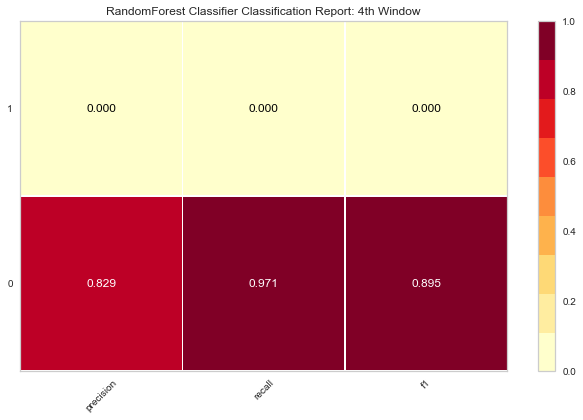 RandomForest Classifier Classification Report: 4th Window
1
0.000 0.000 0.000
0
0.829 0.971 0.895
precision recall f1
1.0
0.8
0.6
0.4
0.2
0.0